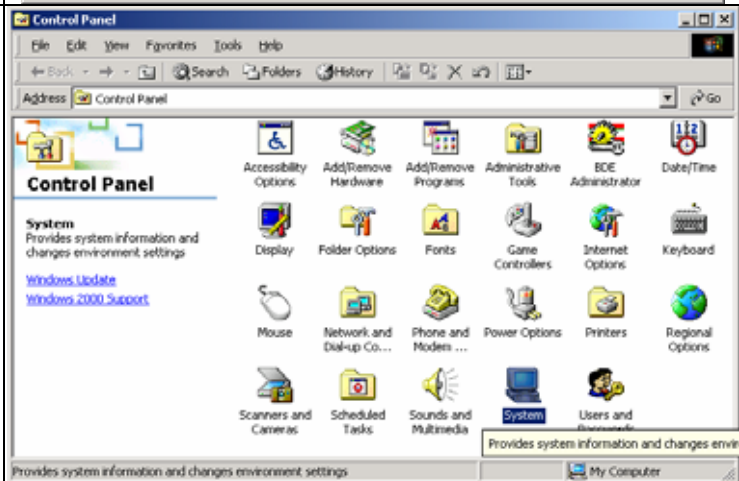 Control Panel
File Edit View Favorites Tools Help
Back Search Folders History
Address Control Panel Go
Control Panel
System
Provides system information and
changes environment settings
Windows Update
Windows 2000 Support
Accessibility
Options
Add/Remove
Hardware
Add/Remove
Programs
Administrative
Tools
BDE
Administrator
Date/Time
Display
Folder Options
Fonts
Game
Controllers
Internet
Options
Keyboard
Mouse
Network and
Dial-up Co...
Phone and
Modem ...
Power Options
Printers
Regional
Options
Scanners and
Cameras
Scheduled
Tasks
Sounds and
Multimedia
System
Users and
Provides system information and changes envir
Provides system information and changes environment settings
My Computer